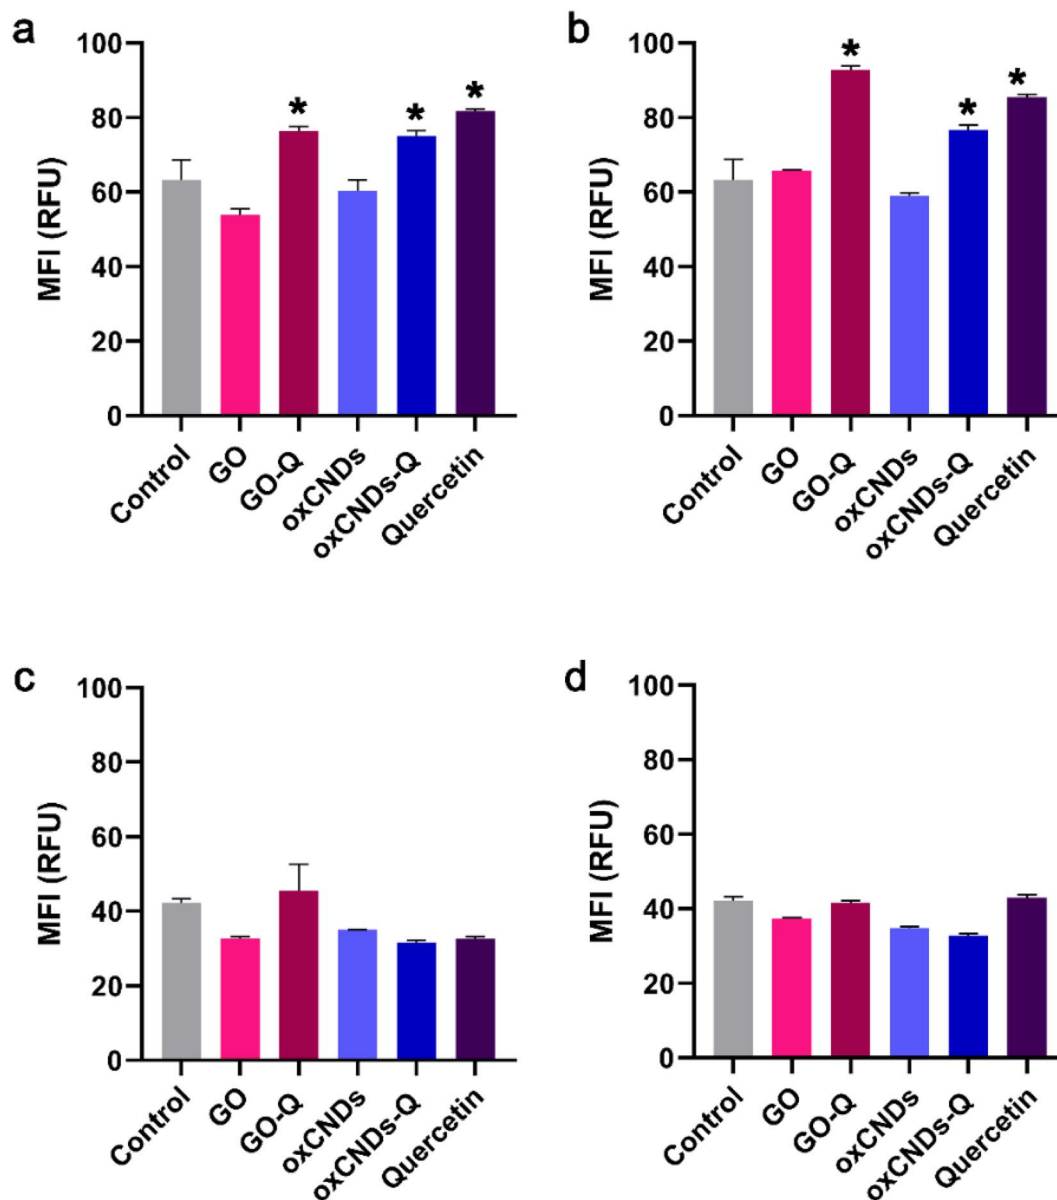 a
MFI (RFU)
100
80
60
40
20
0
*
*
*
Control
GO
GO-Q
oxCNDs
oxCNDs-Q
Quercetin
b
MFI (RFU)
100
80
60
40
20
0
*
*
*
Control
GO
GO-Q
oxCNDs
oxCNDs-Q
Quercetin
c
MFI (RFU)
100
80
60
40
20
0
Control
GO
GO-Q
oxCNDs
oxCNDs-Q
Quercetin
d
MFI (RFU)
100
80
60
40
20
0
Control
GO
GO-Q
oxCNDs
oxCNDs-Q
Quercetin